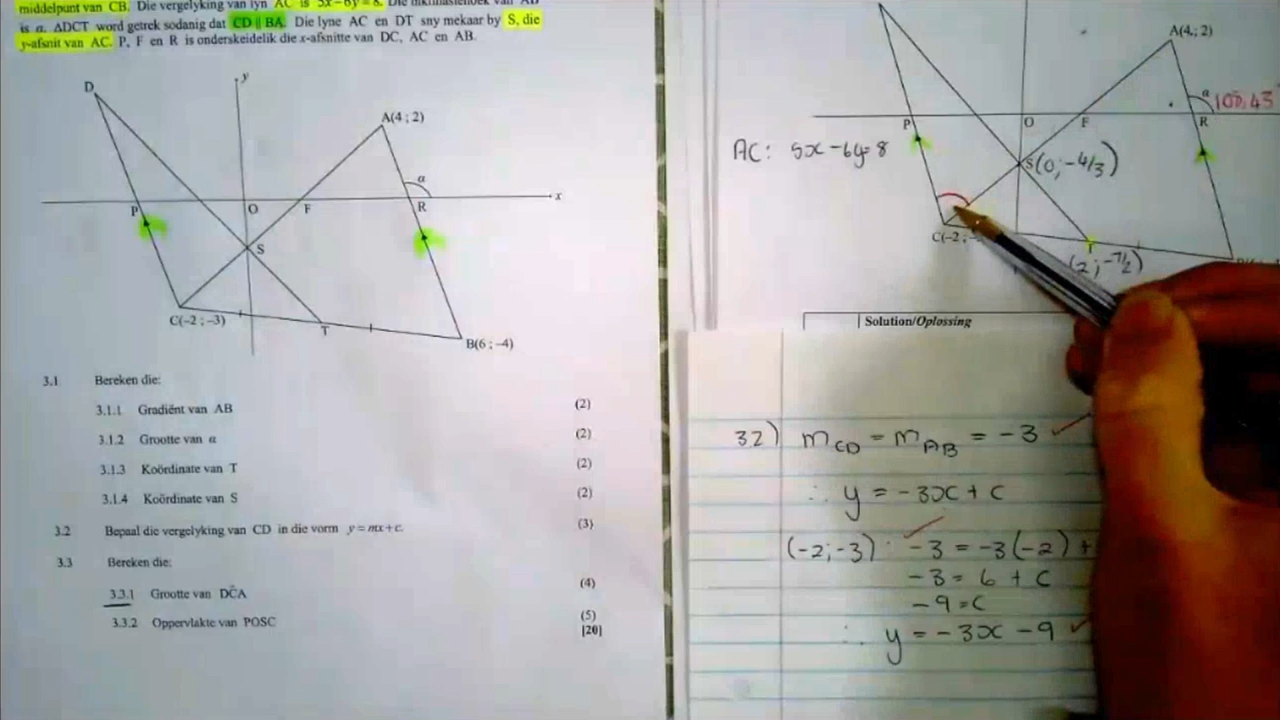 middelpunt van CB. Die vergelyking van lyn AC is 5x−6y=8. Die inklinasiehoek van AB
is α. ΔDCT word getrek sodanig dat CD ∥ BA. Die lyne AC en DT sny mekaar by S, die
y-afsnit van AC. P, F en R is onderskeidelik die x-afsnitte van DC, AC en AB.
D
y
A(4 ; 2)
α
P
O
F
R
x
S
C(−2 ; −3)
T
B(6 ; −4)
3.1 Bereken die:
3.1.1 Gradiënt van AB (2)
3.1.2 Grootte van α (2)
3.1.3 Koördinate van T (2)
3.1.4 Koördinate van S (2)
3.2 Bepaal die vergelyking van CD in die vorm y = mx + c. (3)
3.3 Bereken die:
3.3.1 Grootte van DĈA (4)
3.3.2 Oppervlakte van POSC (5)
[20]
A(4 ; 2)
α
P
O
F
R
AC: 5x −6y=8
S(0; −4/3)
C(−2 ;
T
(2; −7/2)
Solution/Oplossing
32) m CD = m AB = −3 ✓
∴ y = −3x + c
(−2;−3) : −3 = −3(−2) +
−3 = 6 + c
−9 = c
∴ y = −3x −9 ✓